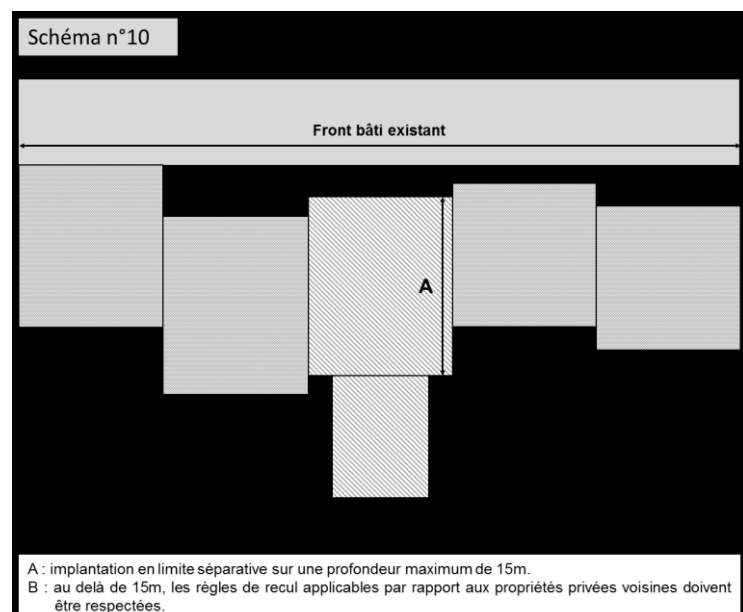 Schéma n°10
Front bâti existant
A
A : implantation en limite séparative sur une profondeur maximum de 15m.
B : au delà de 15m, les règles de recul applicables par rapport aux propriétés privées voisines doivent
être respectées.